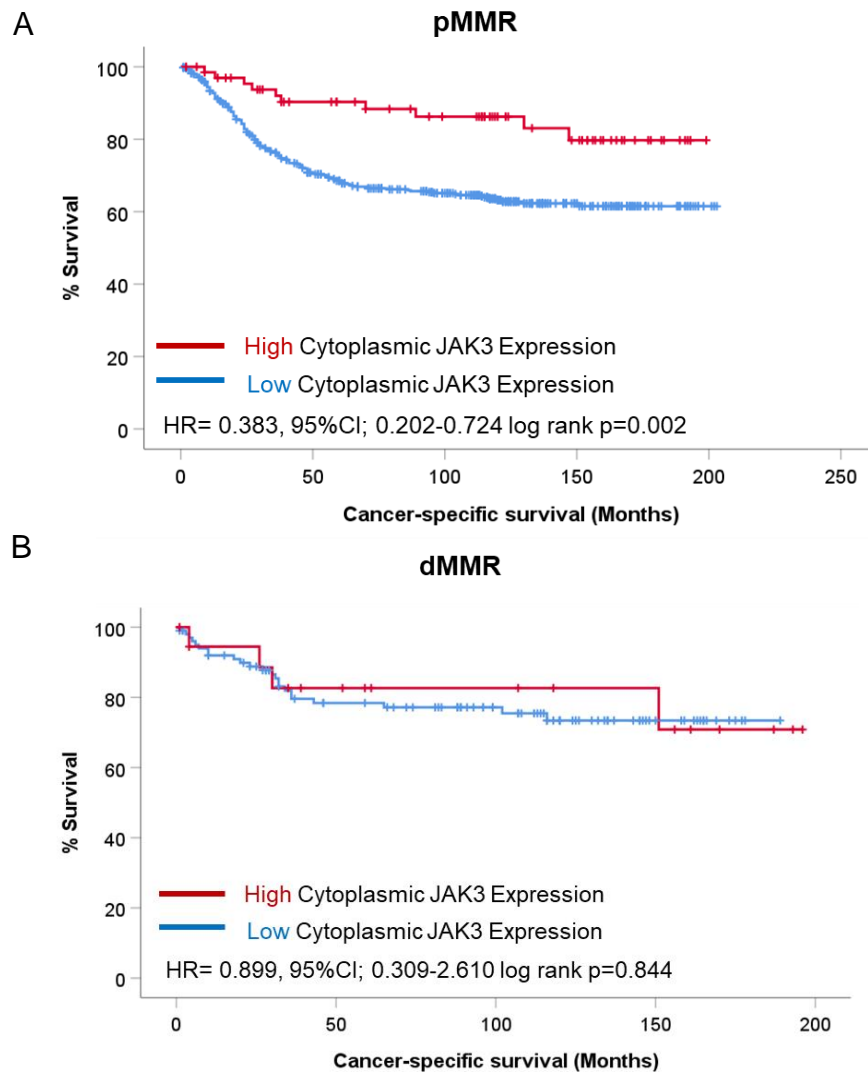 A
pMMR
100
80
60
40
20
0
% Survival
High Cytoplasmic JAK3 Expression
Low Cytoplasmic JAK3 Expression
HR= 0.383, 95%CI; 0.202-0.724 log rank p=0.002
0 50 100 150 200 250
Cancer-specific survival (Months)
B
dMMR
100
80
60
40
20
0
% Survival
High Cytoplasmic JAK3 Expression
Low Cytoplasmic JAK3 Expression
HR= 0.899, 95%CI; 0.309-2.610 log rank p=0.844
0 50 100 150 200
Cancer-specific survival (Months)